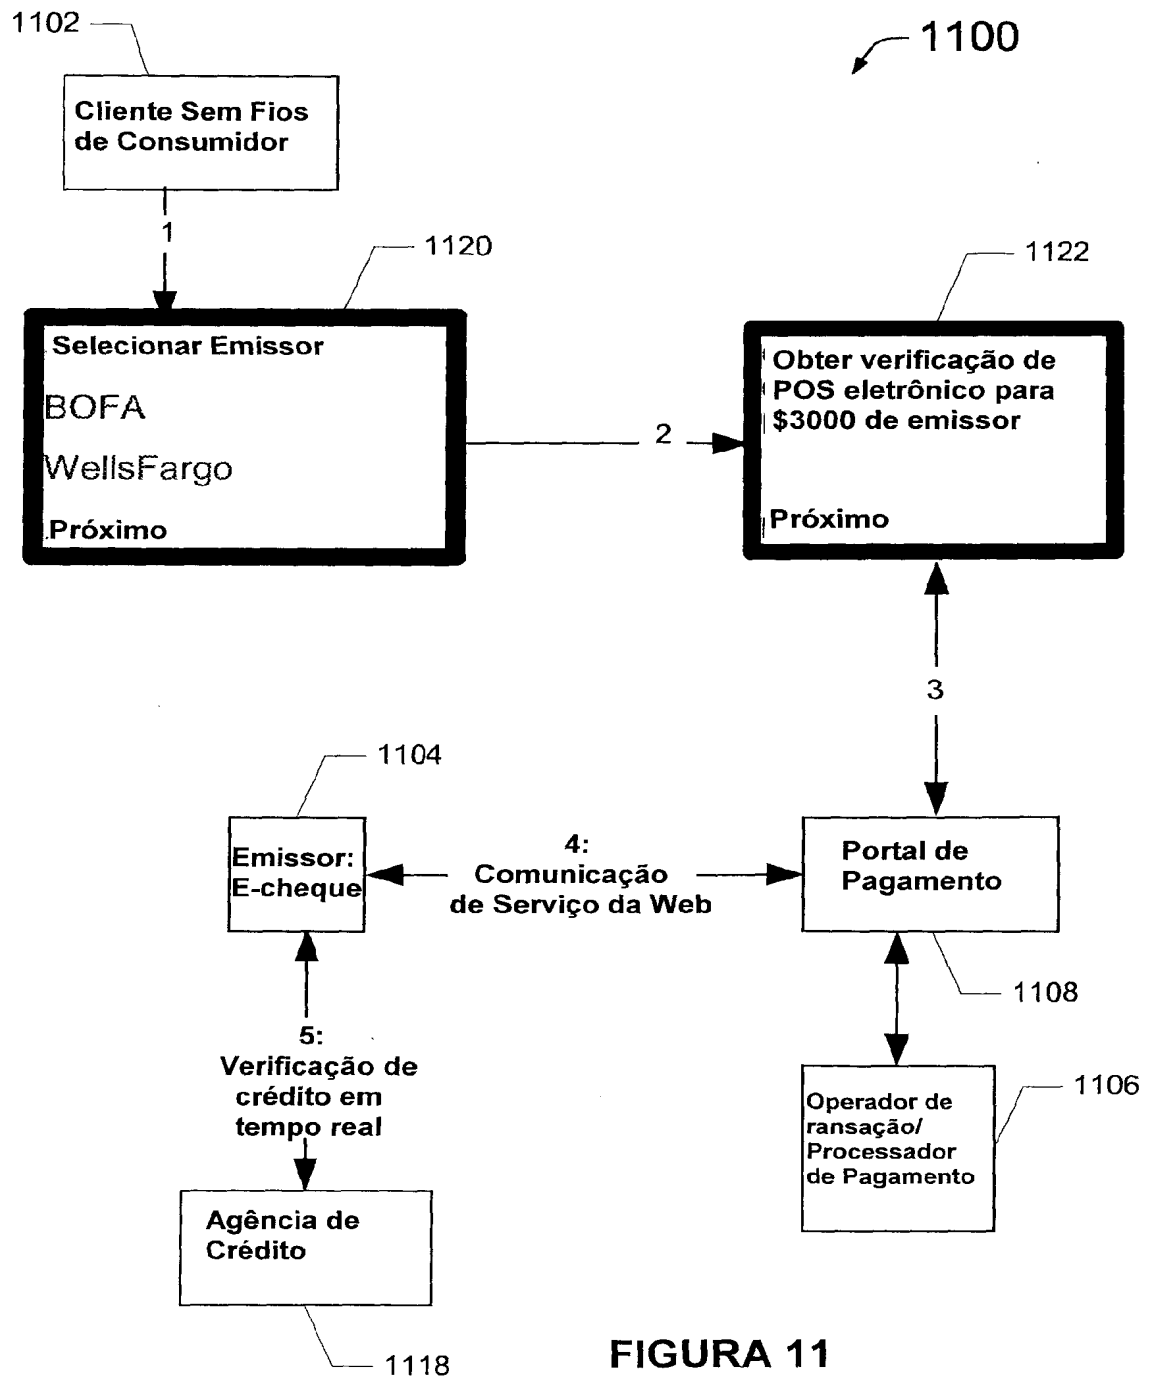 1102
1100
Cliente Sem Fios
de Consumidor
1
1120
1122
Selecionar Emissor
BOFA
WellsFargo
Próximo
2
Obter verificação de
POS eletrônico para
$3000 de emissor
Próximo
3
1104
Emissor:
E-cheque
4:
Comunicação
de Serviço da Web
Portal de
Pagamento
1108
5:
Verificação de
crédito em
tempo real
1106
Operador de
ransação/
Processador
de Pagamento
Agência de
Crédito
1118
FIGURA 11